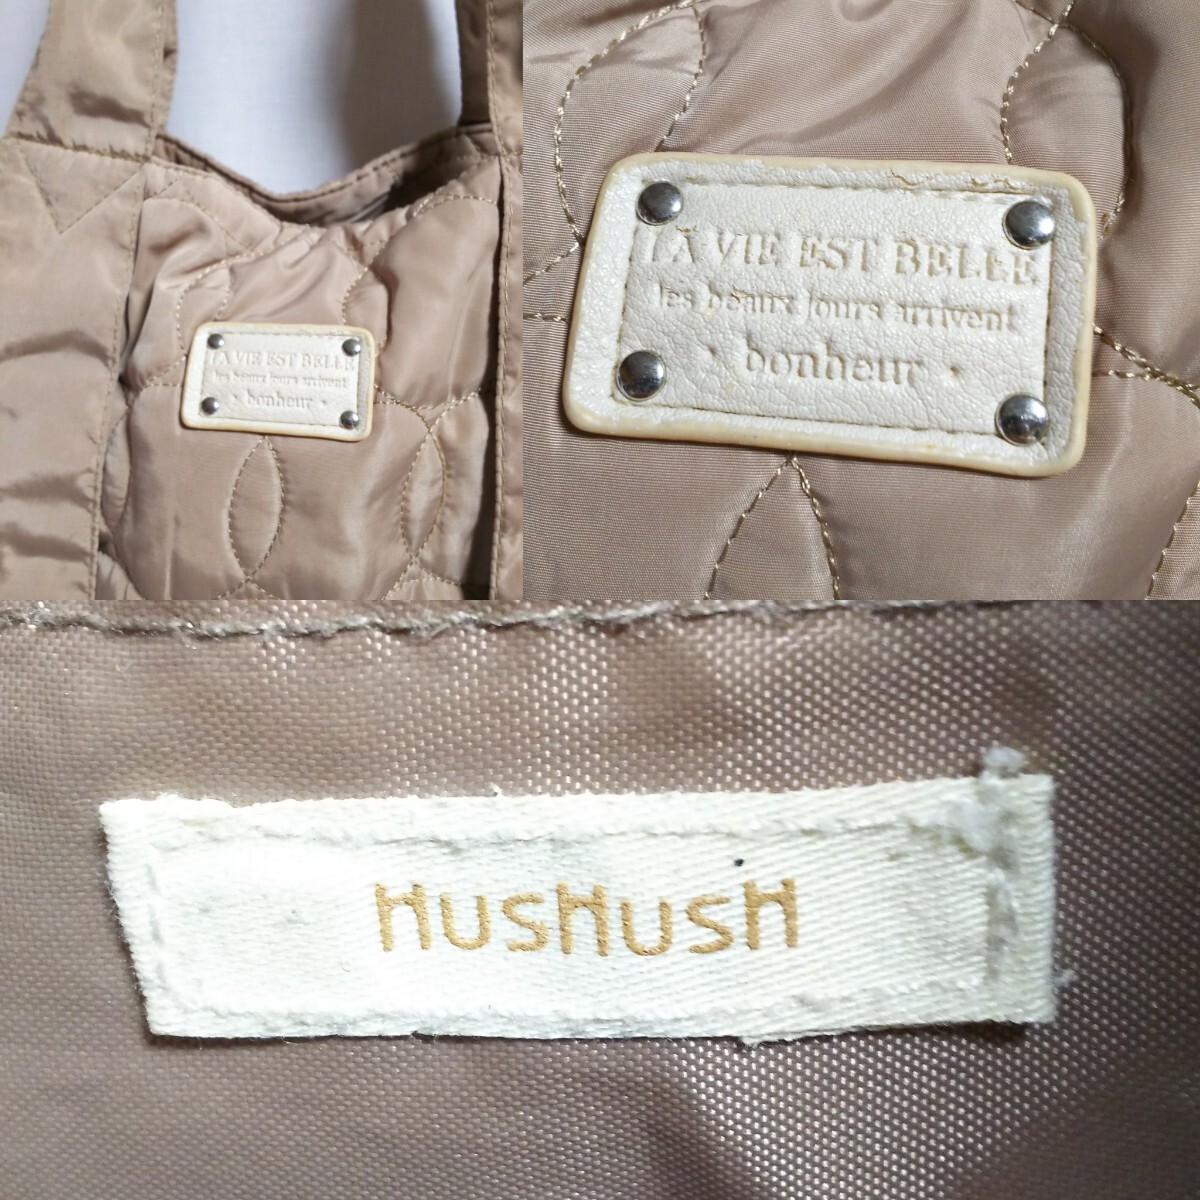 LA VIE EST BELLE
les beaux jours arrivent
• bonheur •
LA VIE EST BELLE
les beaux jours arrivent
• bonheur •
HUSHUSH